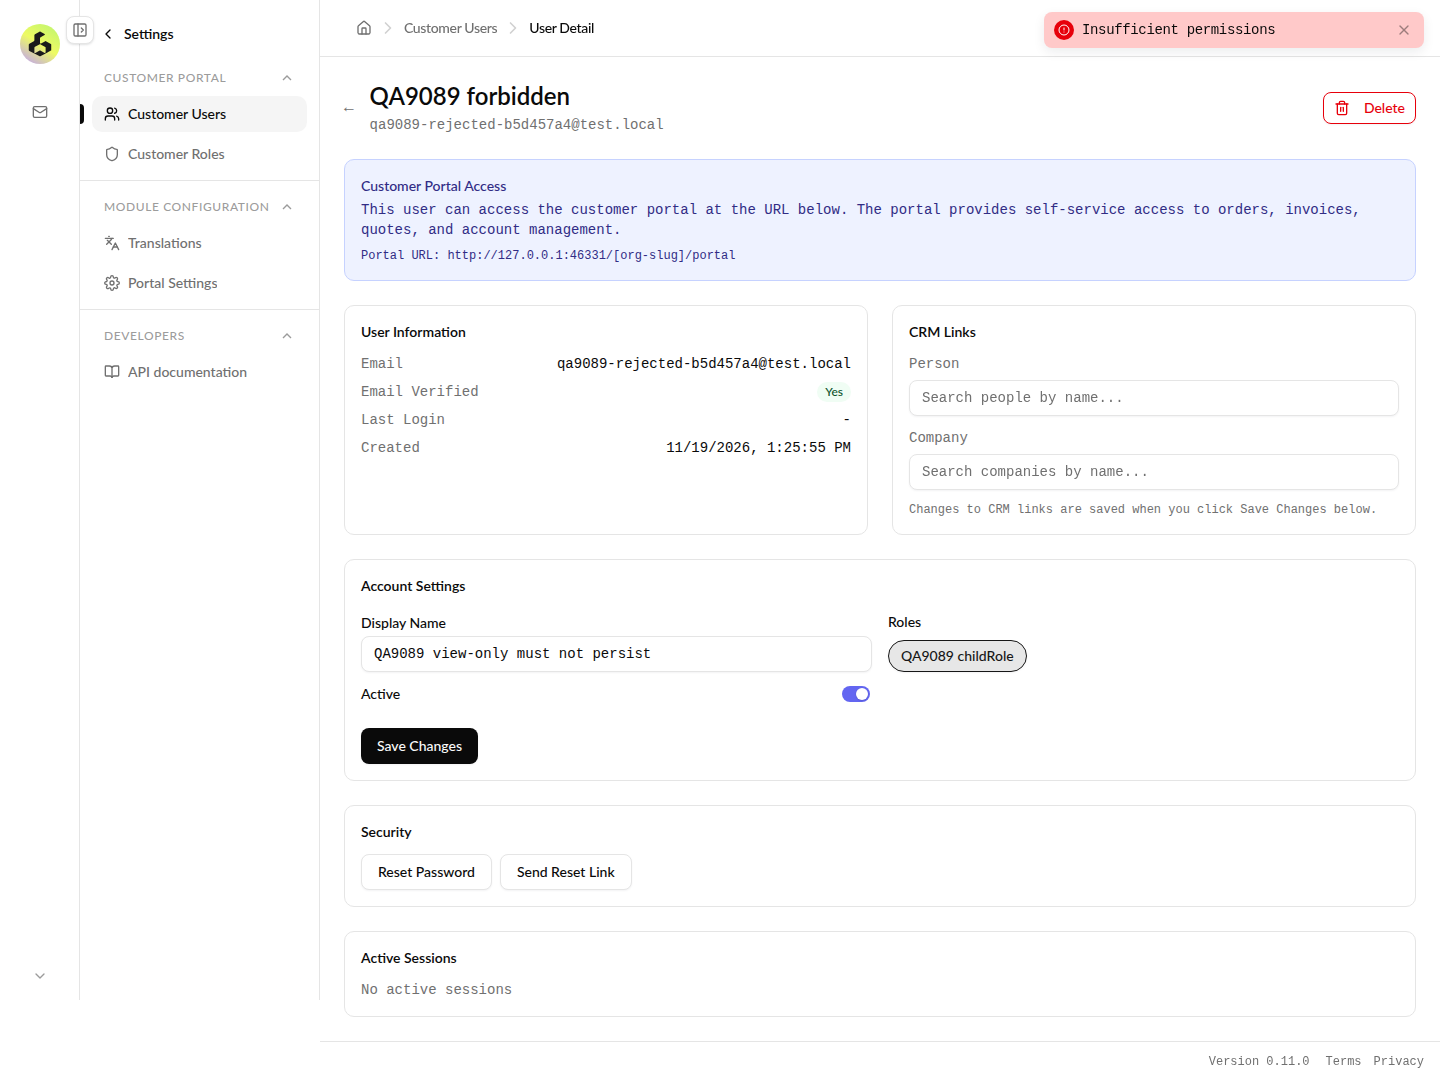 Settings
CUSTOMER PORTAL
Customer Users
Customer Roles
MODULE CONFIGURATION
Translations
Portal Settings
DEVELOPERS
API documentation
Customer Users
User Detail
Insufficient permissions
← QA9089 forbidden
qa9089-rejected-b5d457a4@test.local
Delete
Customer Portal Access
This user can access the customer portal at the URL below. The portal provides self-service access to orders, invoices,
quotes, and account management.
Portal URL: http://127.0.0.1:46331/[org-slug]/portal
User Information
Email qa9089-rejected-b5d457a4@test.local
Email Verified Yes
Last Login -
Created 11/19/2026, 1:25:55 PM
CRM Links
Person
Search people by name...
Company
Search companies by name...
Changes to CRM links are saved when you click Save Changes below.
Account Settings
Display Name
QA9089 view-only must not persist
Roles
QA9089 childRole
Active
Save Changes
Security
Reset Password
Send Reset Link
Active Sessions
No active sessions
Version 0.11.0 Terms Privacy